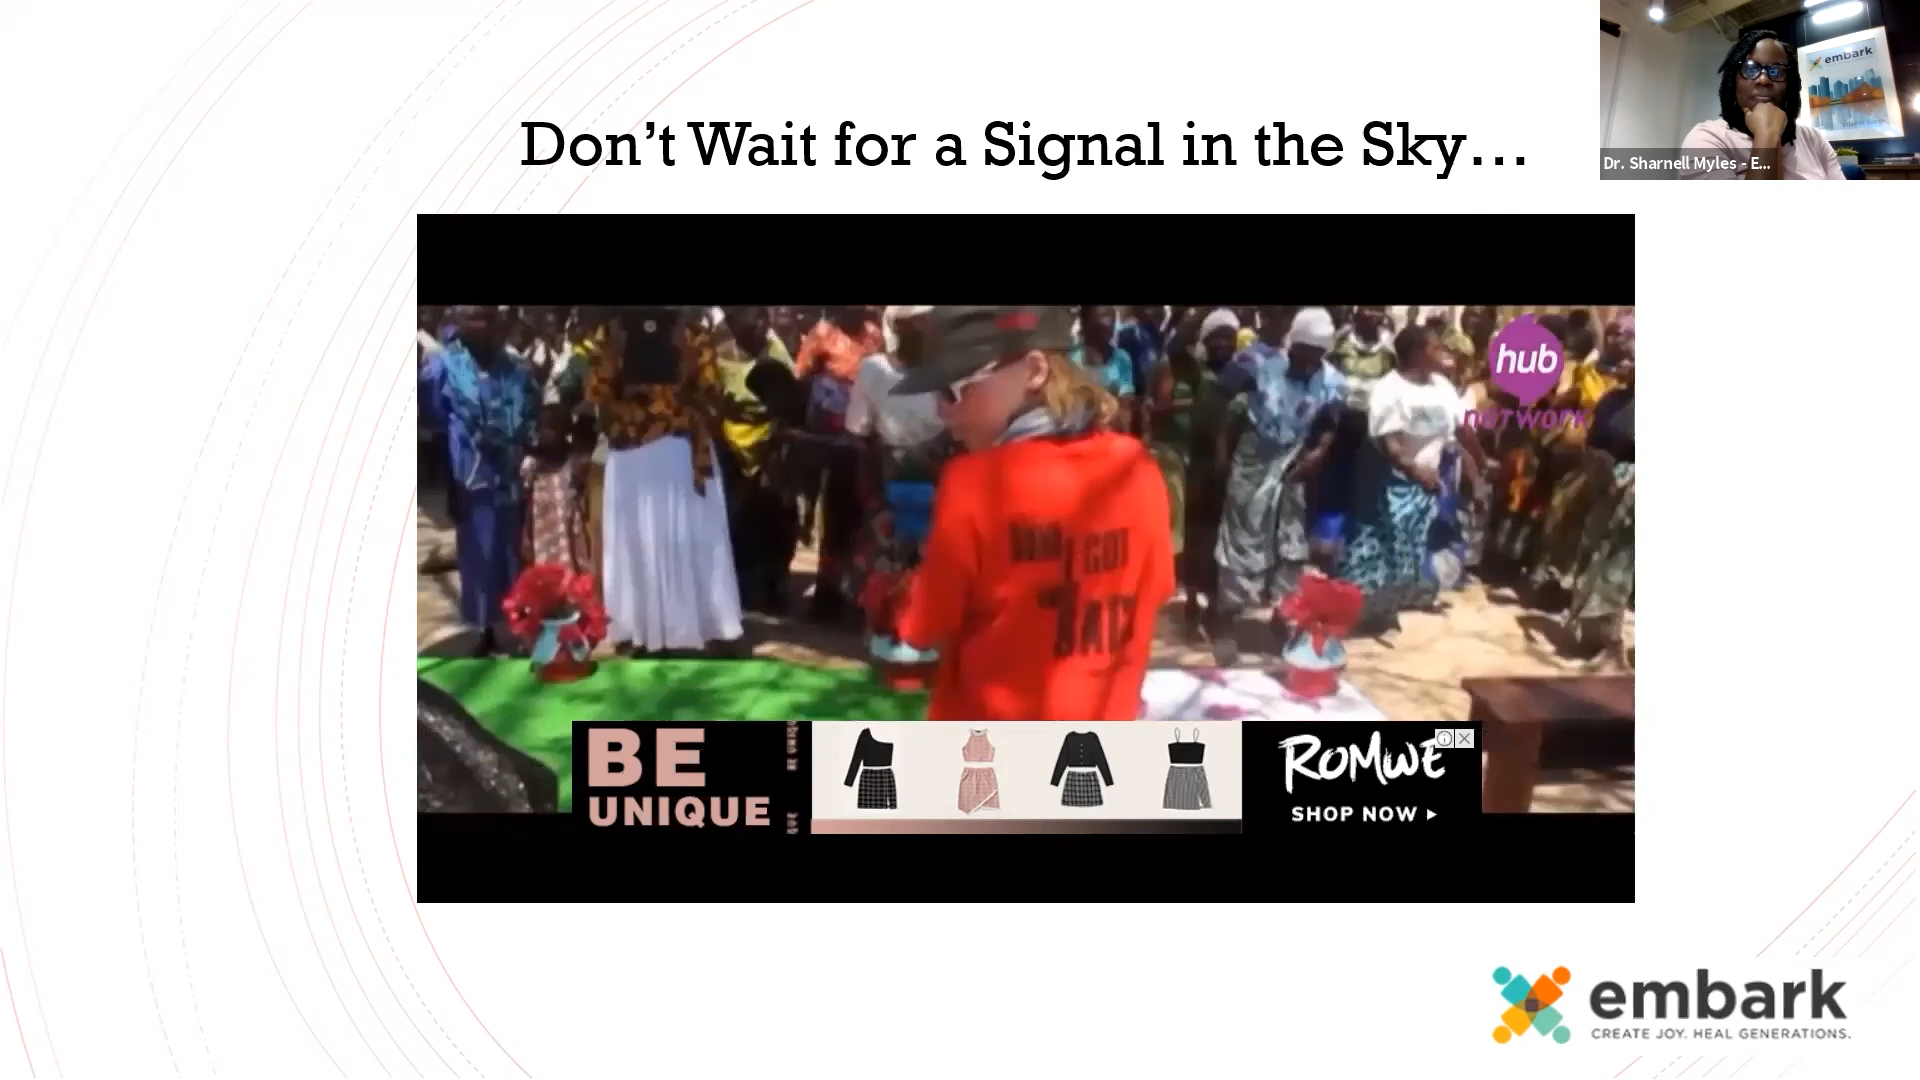 Don’t Wait for a Signal in the Sky…
embark
Dr. Sharnell Myles - E...
hub
network
I GOT
BE
UNIQUE
ROMWE
SHOP NOW
embark
CREATE JOY. HEAL GENERATIONS.